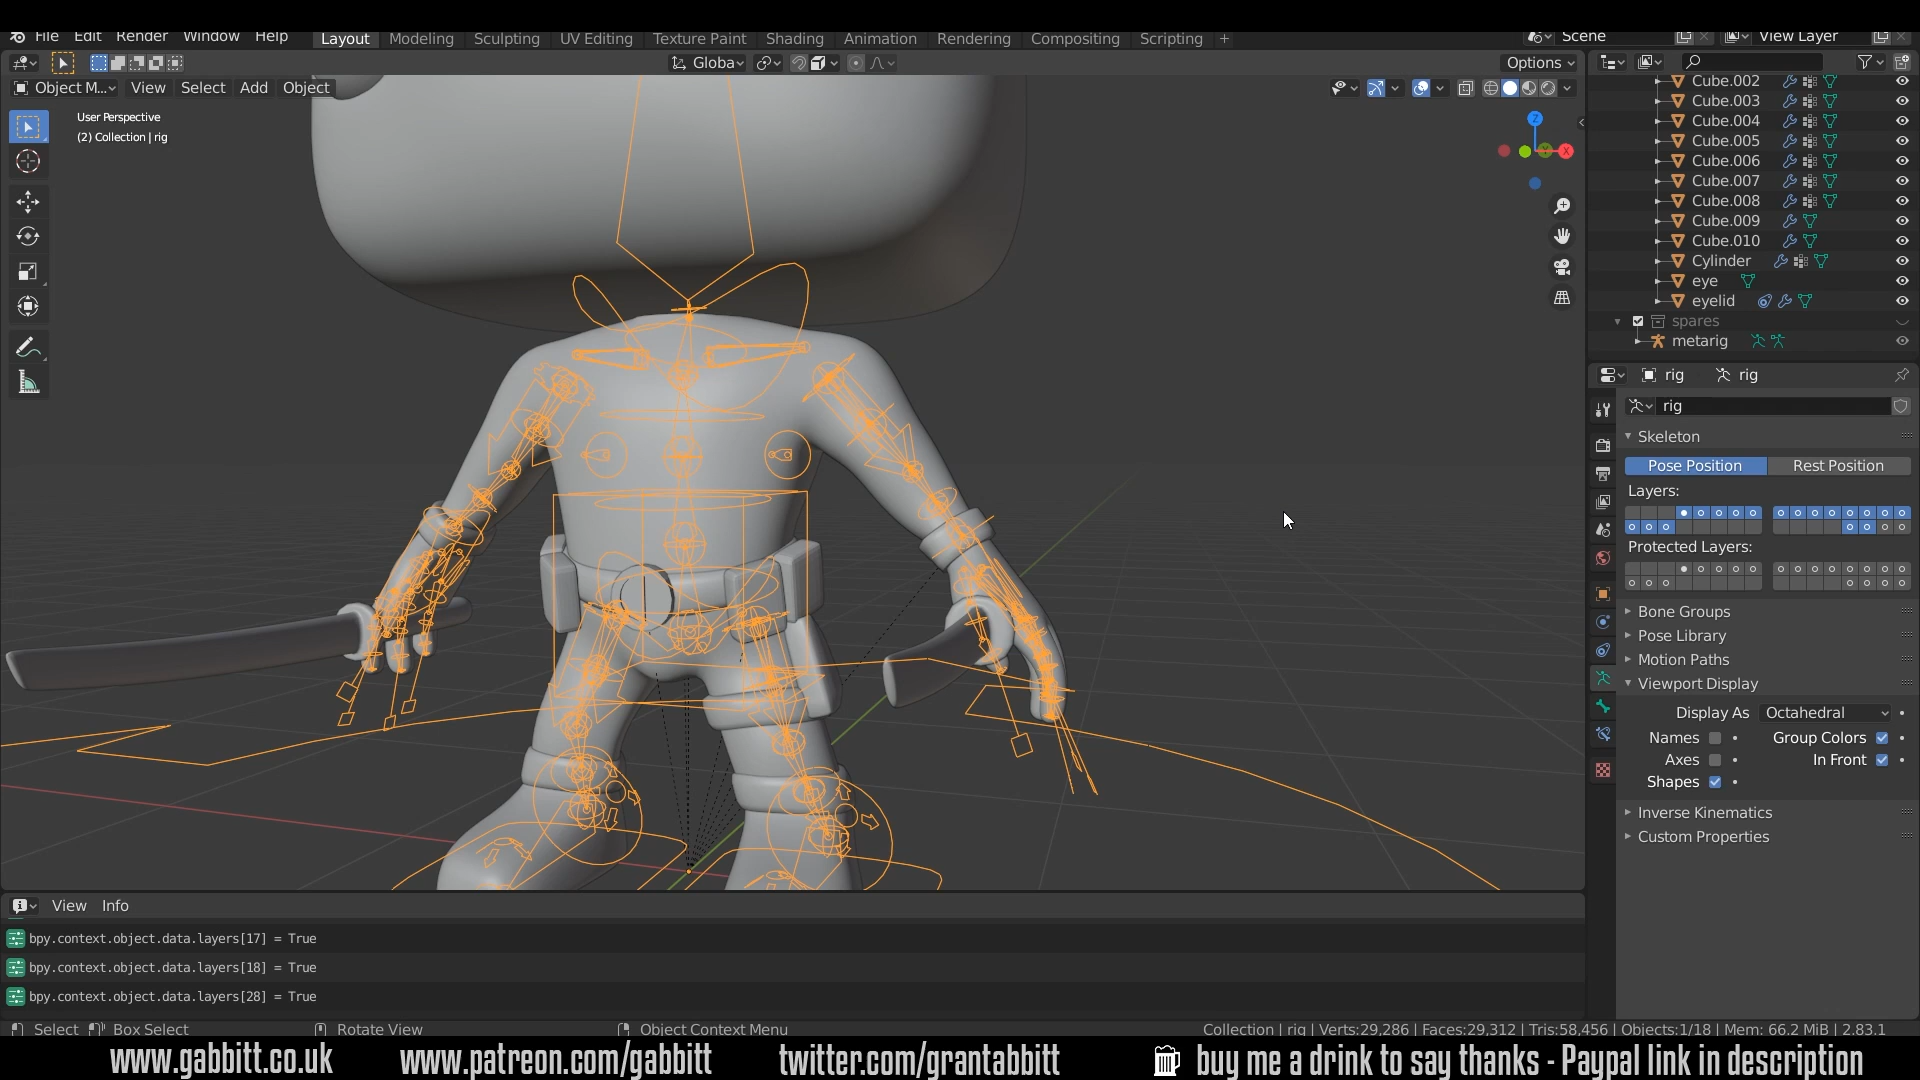 File Edit Render Window Help Layout Modeling Sculpting UV Editing Texture Paint Shading Animation Rendering Compositing Scripting + Scene View Layer
Globa Options
Object M... View Select Add Object
User Perspective
(2) Collection | rig
Z
Y
X
Cube.002
Cube.003
Cube.004
Cube.005
Cube.006
Cube.007
Cube.008
Cube.009
Cube.010
Cylinder
eye
eyelid
spares
metarig
rig rig
rig
Skeleton
Pose Position Rest Position
Layers:
Protected Layers:
Bone Groups
Pose Library
Motion Paths
Viewport Display
Display As Octahedral
Names Group Colors
Axes In Front
Shapes
Inverse Kinematics
Custom Properties
View Info
bpy.context.object.data.layers[17] = True
bpy.context.object.data.layers[18] = True
bpy.context.object.data.layers[28] = True
Select Box Select Rotate View Object Context Menu Collection | rig | Verts:29,286 | Faces:29,312 | Tris:58,456 | Objects:1/18 | Mem: 66.2 MiB | 2.83.1
www.gabbitt.co.uk www.patreon.com/gabbitt twitter.com/grantabbitt buy me a drink to say thanks - Paypal link in description